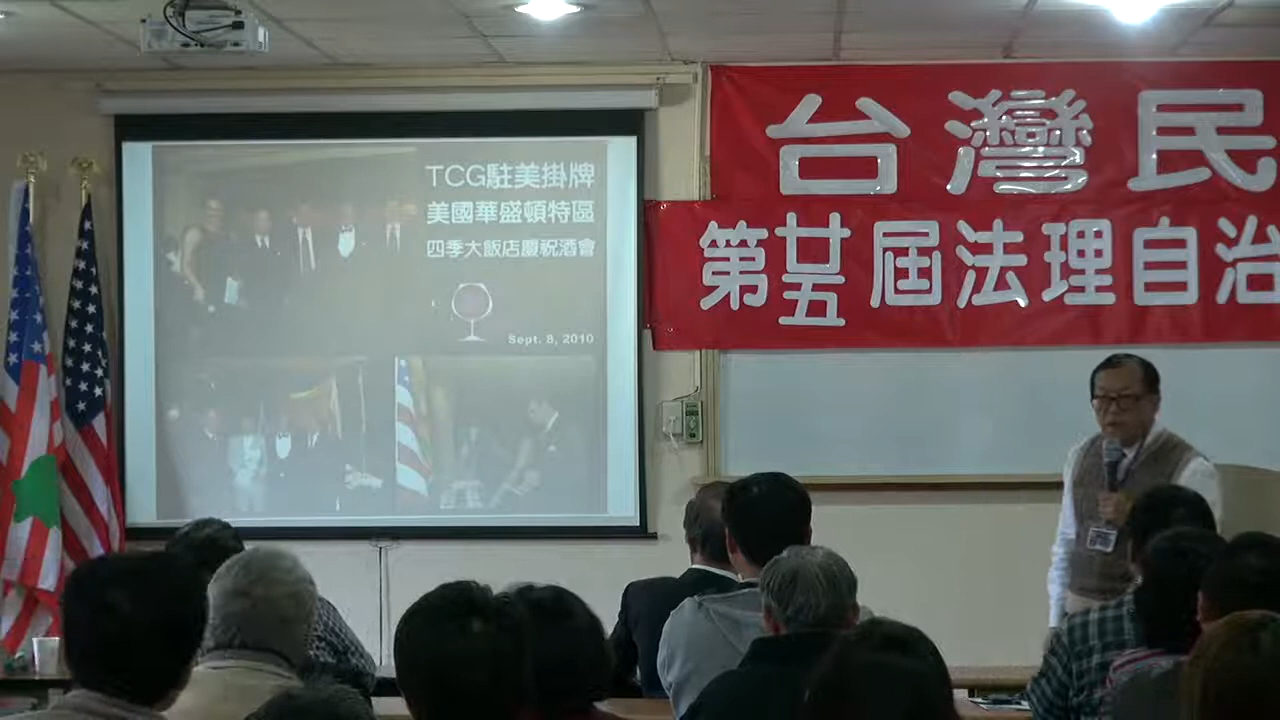 TCG駐美掛牌
美國華盛頓特區
四季大飯店慶祝酒會
Sept. 8, 2010
台灣民
第廿五屆法理自治